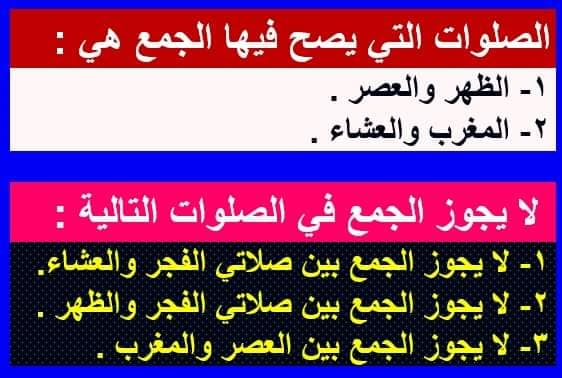 الصلوات التي يصح فيها الجمع هي :
١- الظهر والعصر .
٢- المغرب والعشاء .
لا يجوز الجمع في الصلوات التالية :
١- لا يجوز الجمع بين صلاتي الفجر والعشاء.
٢- لا يجوز الجمع بين صلاتي الفجر والظهر .
٣- لا يجوز الجمع بين العصر والمغرب .